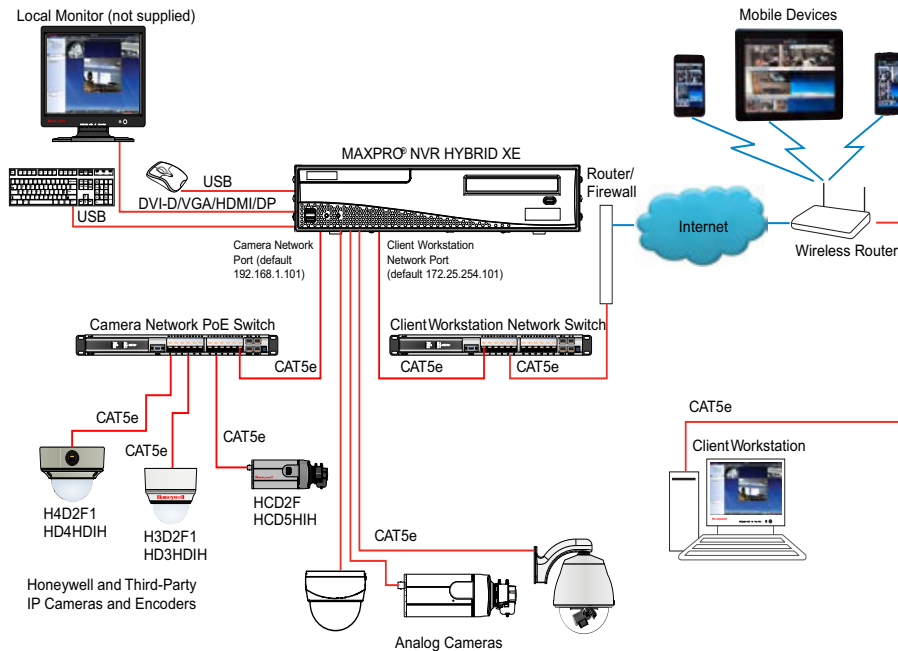 Local Monitor (not supplied)
Mobile Devices
MAXPRO® NVR HYBRID XE
Router/
Firewall
USB
DVI-D/VGA/HDMI/DP
USB
Internet
Wireless Router
Camera Network
Port (default
192.168.1.101)
Client Workstation
Network Port
(default 172.25.254.101)
Camera Network PoE Switch
Client Workstation Network Switch
CAT5e
CAT5e
CAT5e
CAT5e
CAT5e
CAT5e
CAT5e
Client Workstation
Honeywell
H4D2F1
HD4HDIH
H3D2F1
HD3HDIH
HCD2F
HCD5HIH
CAT5e
Honeywell and Third-Party
IP Cameras and Encoders
Analog Cameras